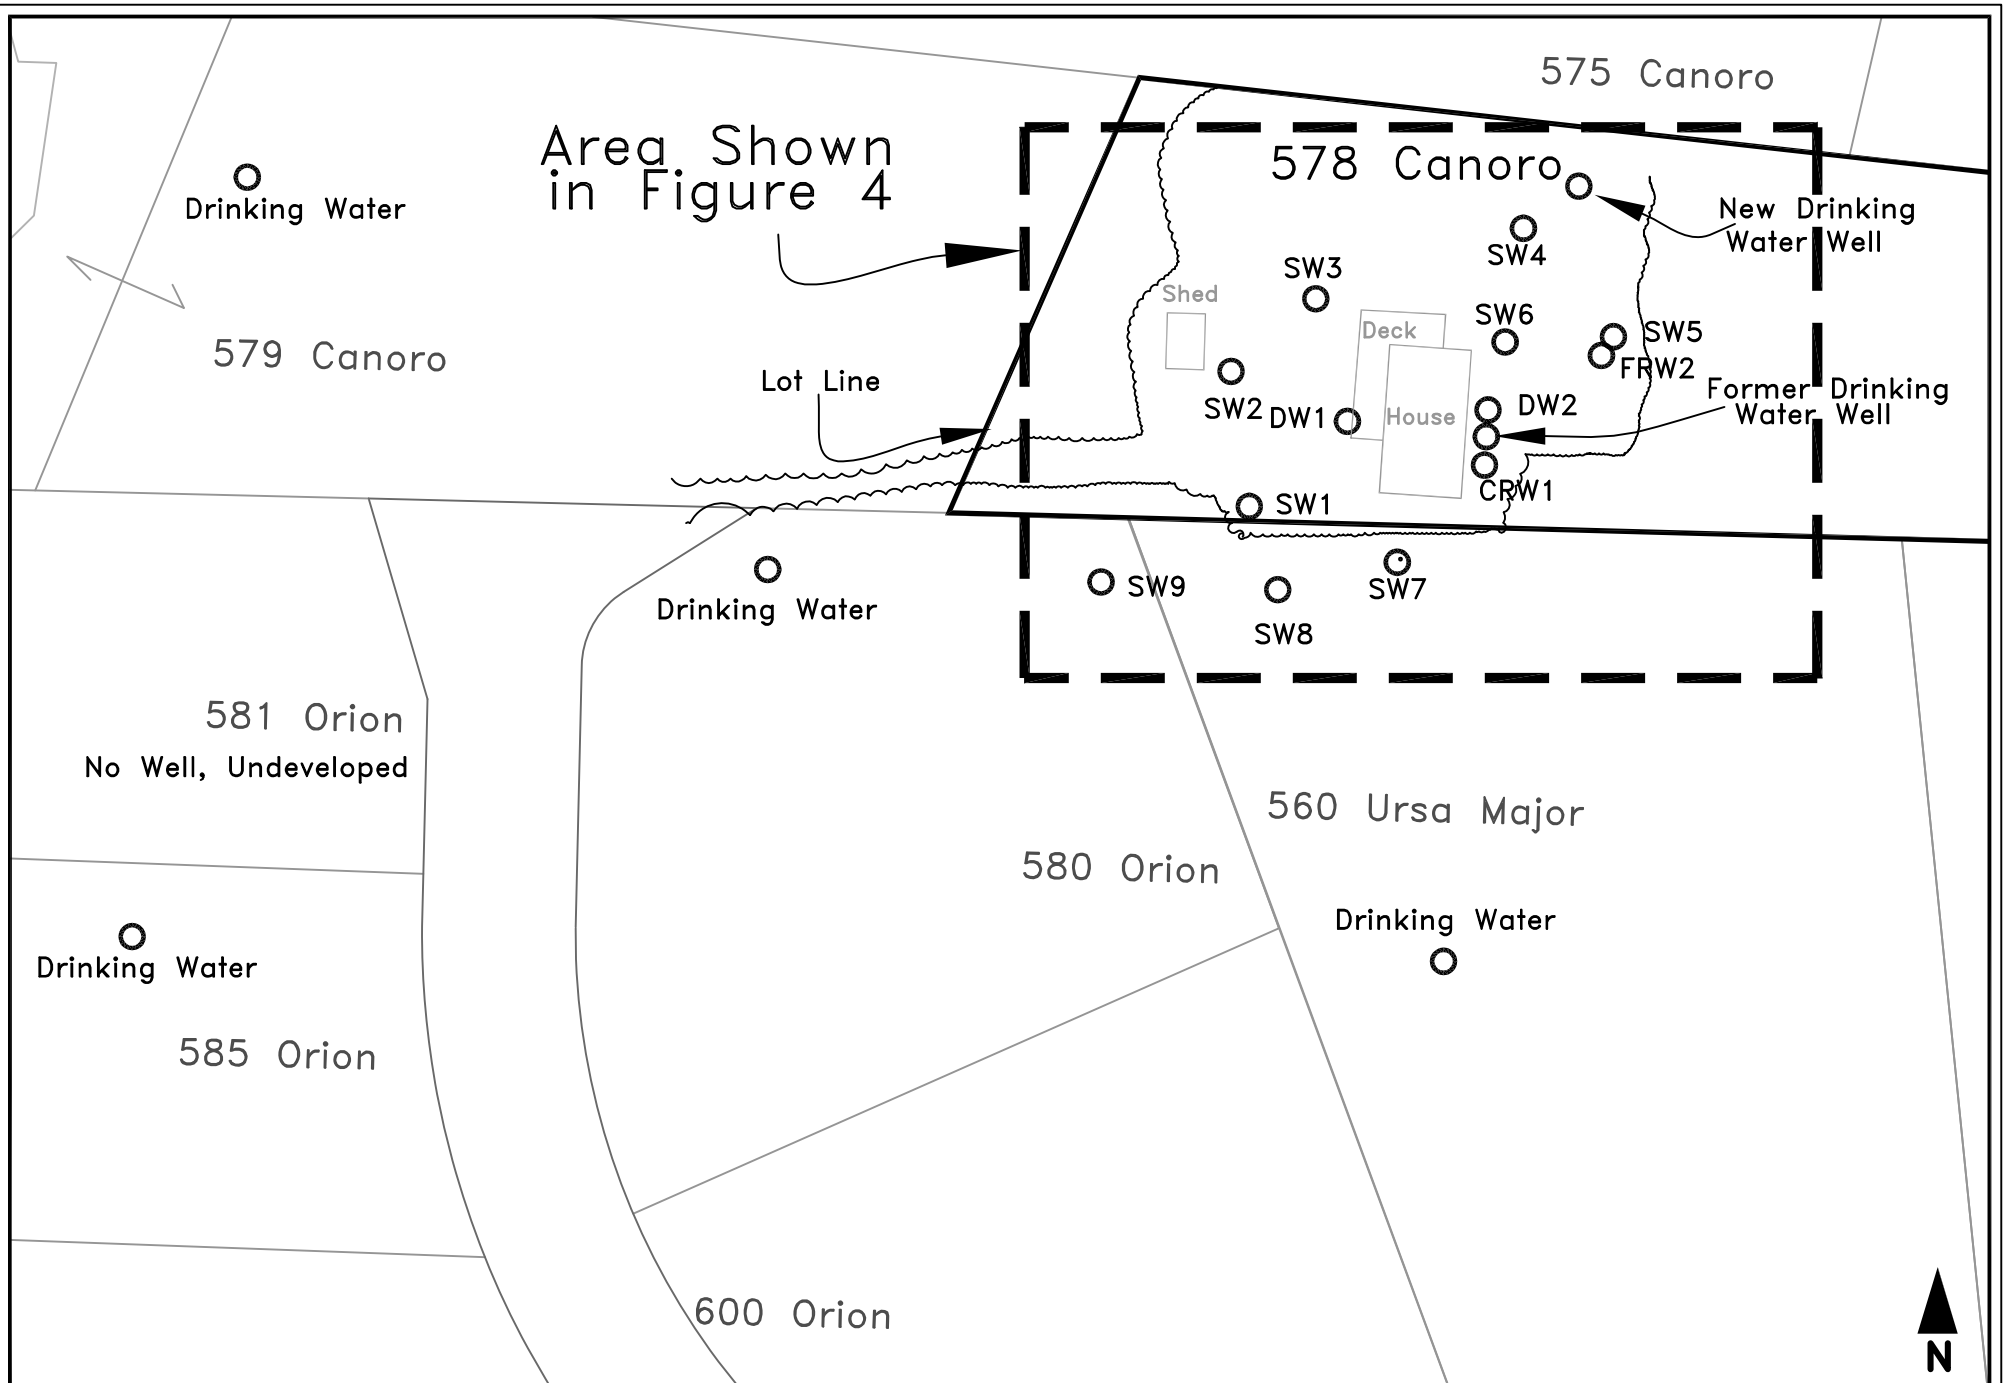 575 Canoro
Area Shown
in Figure 4
578 Canoro
Drinking Water
New Drinking
Water Well
SW4
SW3
Shed
SW6
Deck
SW5
579 Canoro
FRW2
Lot Line
Former Drinking
Water Well
SW2
DW1
House
DW2
CRW1
SW1
SW9
SW7
Drinking Water
SW8
581 Orion
No Well, Undeveloped
560 Ursa Major
580 Orion
Drinking Water
Drinking Water
585 Orion
600 Orion
N